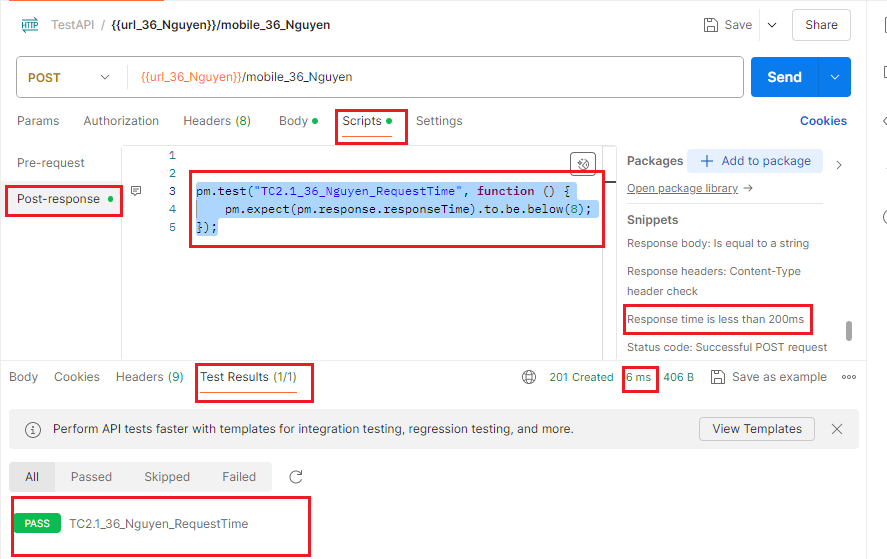 HTTP TestAPI / {{url_36_Nguyen}}/mobile_36_Nguyen Save Share
POST {{url_36_Nguyen}}/mobile_36_Nguyen Send
Params Authorization Headers (8) Body Scripts Settings Cookies
Pre-request
Post-response
1
2
3 pm.test("TC2.1_36_Nguyen_RequestTime", function () {
4 pm.expect(pm.response.responseTime).to.be.below(8);
5 });
Packages + Add to package
Open package library →
Snippets
Response body: Is equal to a string
Response headers: Content-Type
header check
Response time is less than 200ms
Status code: Successful POST request
Body Cookies Headers (9) Test Results (1/1) 201 Created 6 ms 406 B Save as example
Perform API tests faster with templates for integration testing, regression testing, and more. View Templates
All Passed Skipped Failed
PASS TC2.1_36_Nguyen_RequestTime